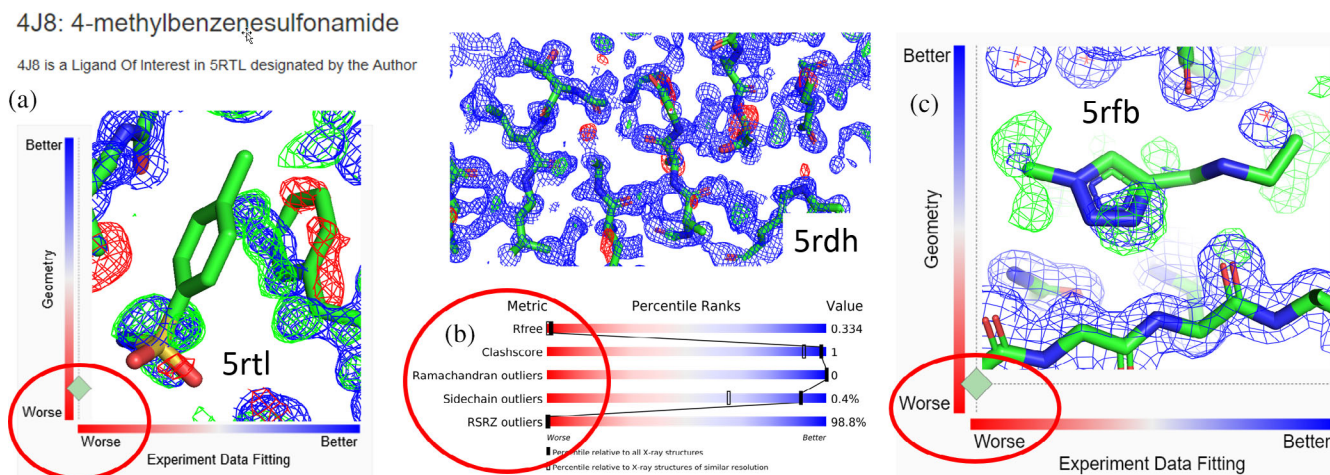 4J8: 4-methylbenzenesulfonamide
4J8 is a Ligand Of Interest in 5RTL designated by the Author
(a)
Better
Geometry
Worse
5rtl
Worse
Better
Experiment Data Fitting
5rdh
(b)
Metric
Percentile Ranks
Value
Rfree
0.334
Clashscore
1
Ramachandran outliers
0
Sidechain outliers
0.4%
RSRZ outliers
98.8%
Worse
Better
Percentile relative to all X-ray structures
Percentile relative to X-ray structures of similar resolution
(c)
Better
Geometry
Worse
5rfb
Worse
Better
Experiment Data Fitting